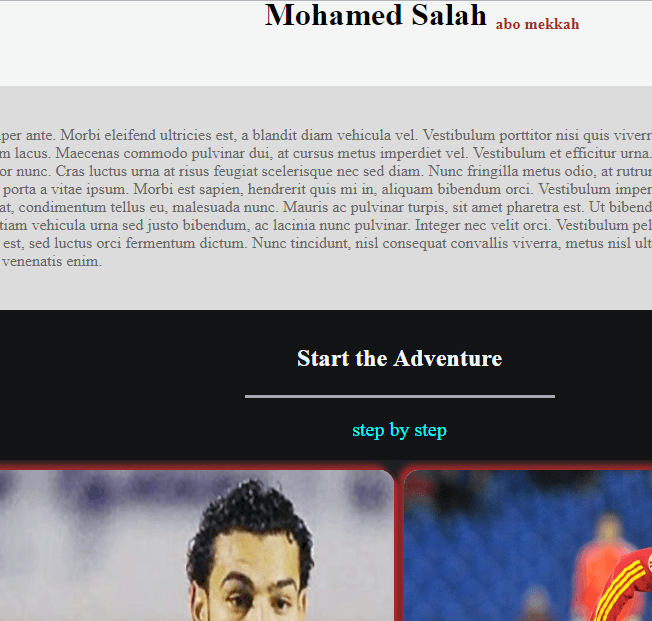 Mohamed Salah abo mekkah
per ante. Morbi eleifend ultricies est, a blandit diam vehicula vel. Vestibulum porttitor nisi quis viverr
m lacus. Maecenas commodo pulvinar dui, at cursus metus imperdiet vel. Vestibulum et efficitur urna.
or nunc. Cras luctus urna at risus feugiat scelerisque nec sed diam. Nunc fringilla metus odio, at rutrur
porta a vitae ipsum. Morbi est sapien, hendrerit quis mi in, aliquam bibendum orci. Vestibulum imper
at, condimentum tellus eu, malesuada nunc. Mauris ac pulvinar turpis, sit amet pharetra est. Ut bibend
tiam vehicula urna sed justo bibendum, ac lacinia nunc pulvinar. Integer nec velit orci. Vestibulum pel
est, sed luctus orci fermentum dictum. Nunc tincidunt, nisl consequat convallis viverra, metus nisl ult
venenatis enim.
Start the Adventure
step by step